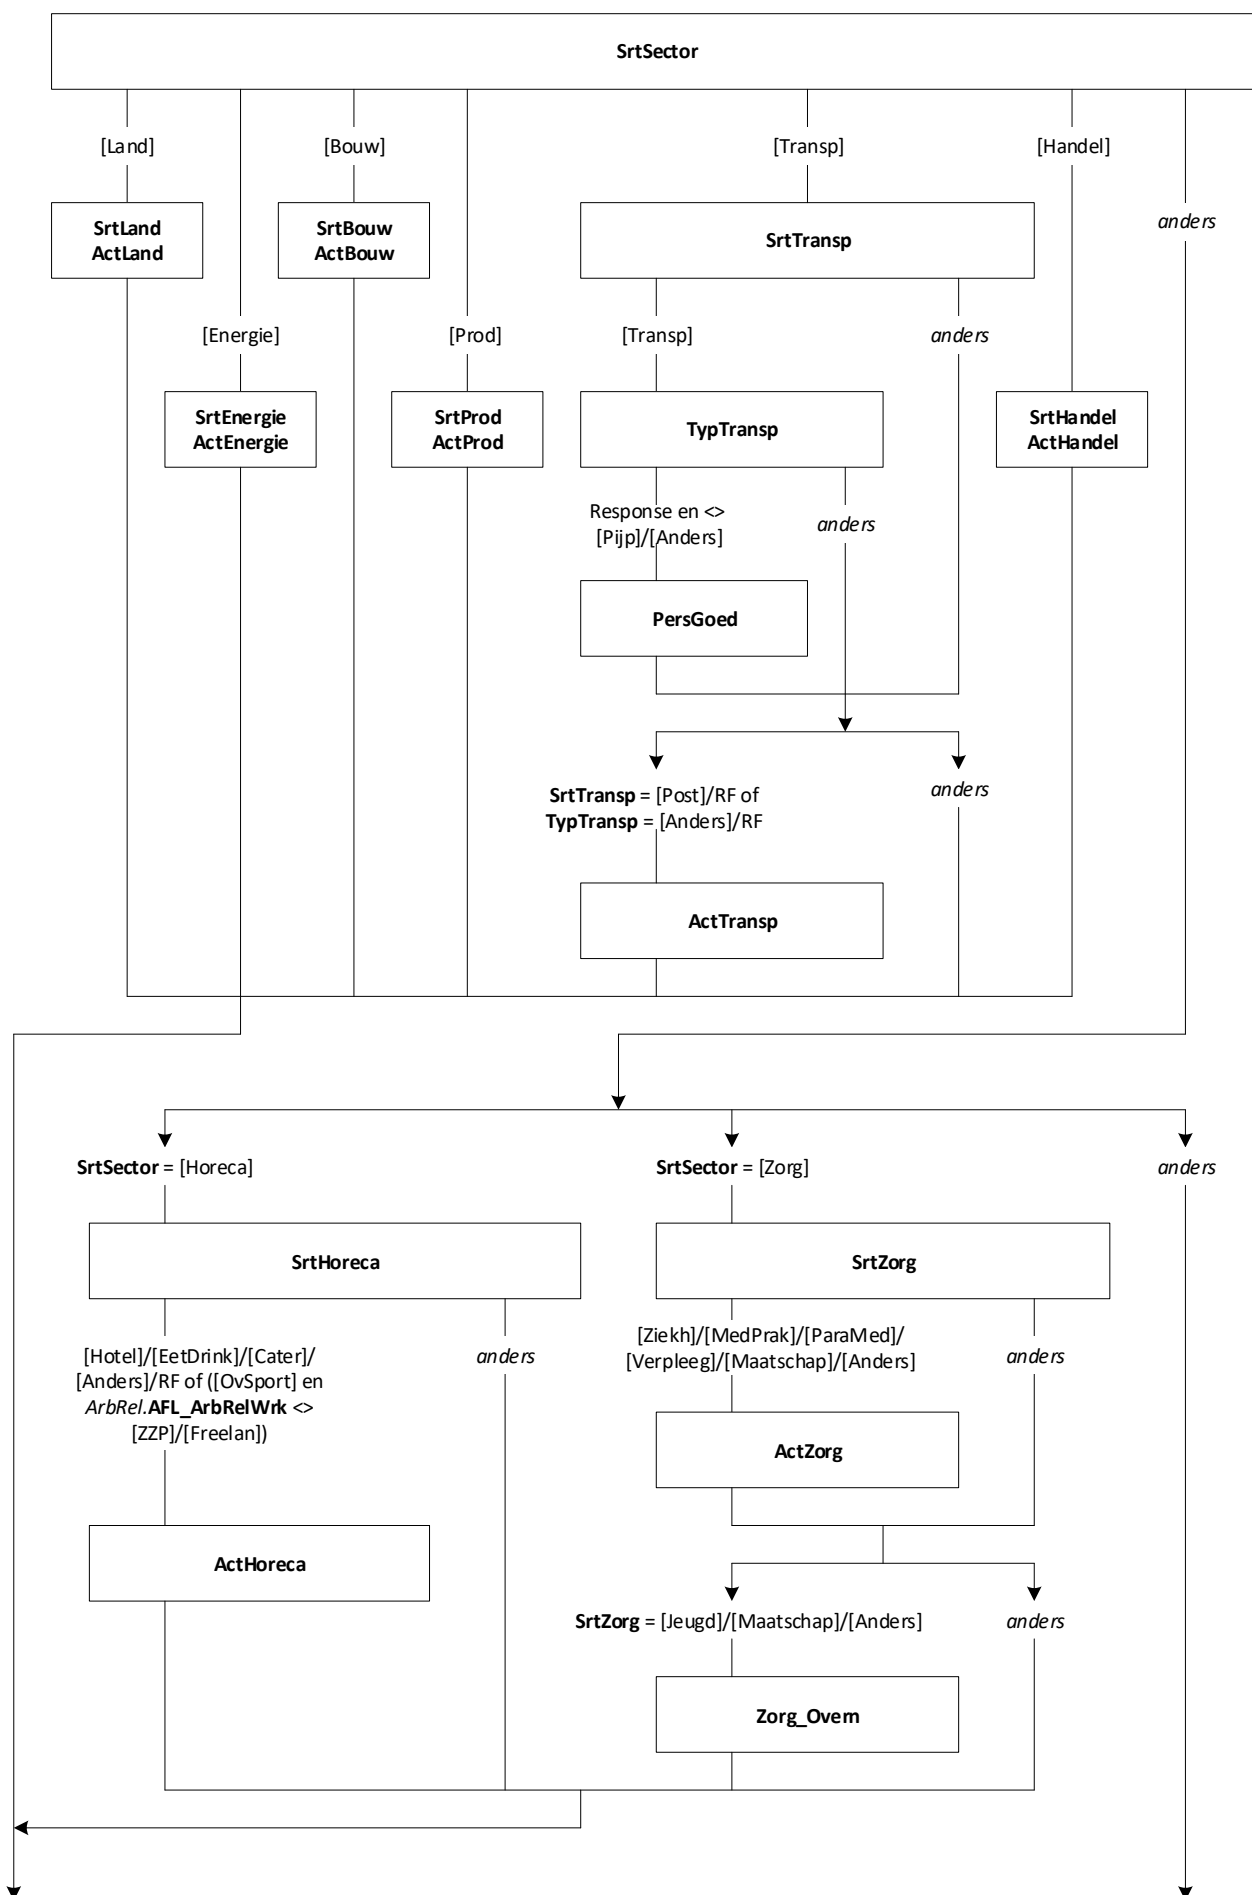 SrtSector
[Land]
[Bouw]
[Transp]
[Handel]
SrtLand
ActLand
SrtBouw
ActBouw
SrtTransp
anders
[Energie]
[Prod]
[Transp]
anders
SrtEnergie
ActEnergie
SrtProd
ActProd
TypTransp
SrtHandel
ActHandel
Response en <>
[Pijp]/[Anders]
anders
PersGoed
SrtTransp = [Post]/RF of
TypTransp = [Anders]/RF
anders
ActTransp
SrtSector = [Horeca]
SrtSector = [Zorg]
anders
SrtHoreca
SrtZorg
[Hotel]/[EetDrink]/[Cater]/
[Anders]/RF of ([OvSport] en
ArbRel.AFL_ArbRelWrk <>
[ZZP]/[Freelan])
anders
[Ziekh]/[MedPrak]/[ParaMed]/
[Verpleeg]/[Maatschap]/[Anders]
anders
ActZorg
ActHoreca
SrtZorg = [Jeugd]/[Maatschap]/[Anders]
anders
Zorg_Overn